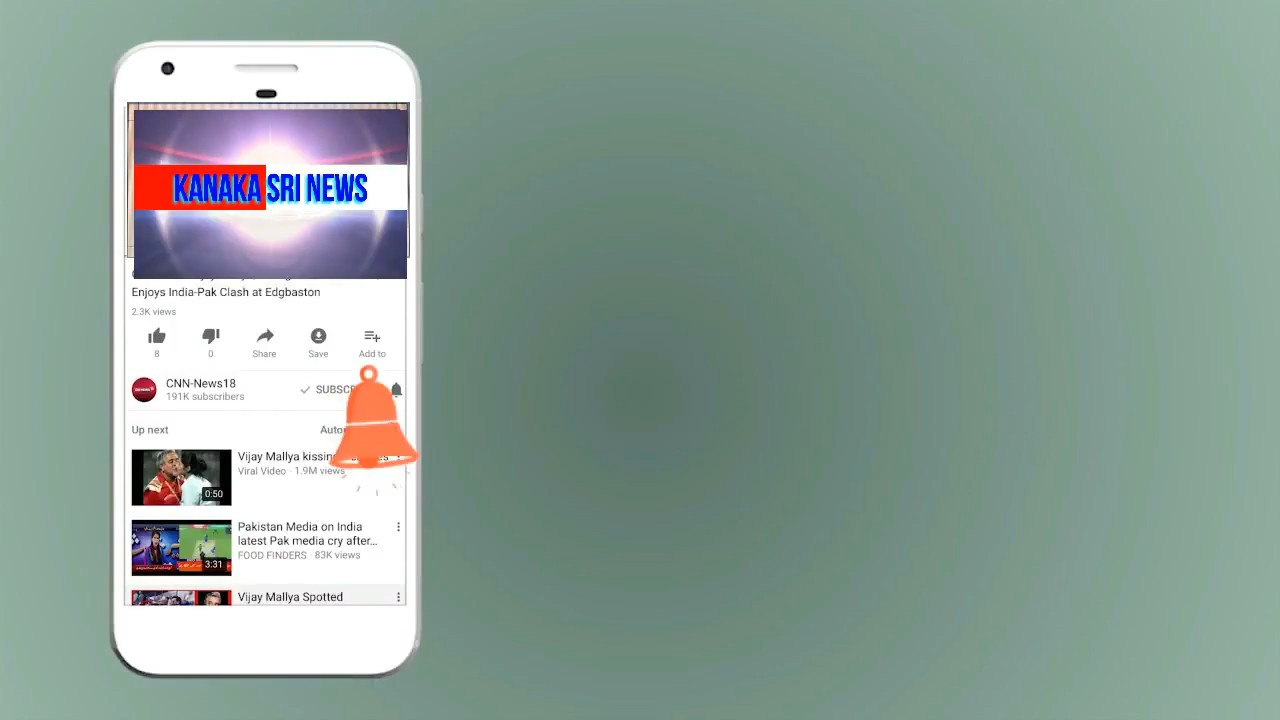 KANAKA SRI NEWS
Enjoys India-Pak Clash at Edgbaston
2.3K views
8
0
Share
Save
Add to
CNN-News18
191K subscribers
SUBSC
Up next
Auto
Vijay Mallya kissing
Viral Video · 1.9M views
0:50
Pakistan Media on India
latest Pak media cry after...
FOOD FINDERS · 83K views
3:31
Vijay Mallya Spotted